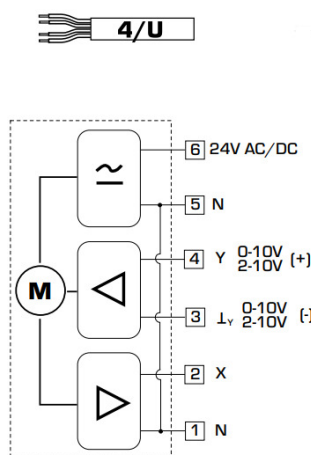 4/U
6 24V AC/DC
5 N
4 Y 0-10V (+)
2-10V
M
3 ⊥Y 0-10V (-)
2-10V
2 X
1 N